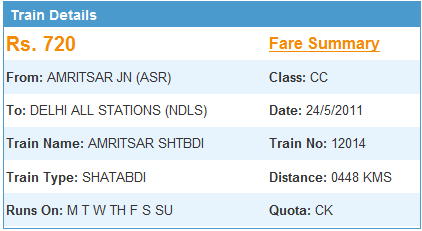 Train Details
Rs. 720 Fare Summary
From: AMRITSAR JN (ASR) Class: CC
To: DELHI ALL STATIONS (NDLS) Date: 24/5/2011
Train Name: AMRITSAR SHTBDI Train No: 12014
Train Type: SHATABDI Distance: 0448 KMS
Runs On: M T W TH F S SU Quota: CK